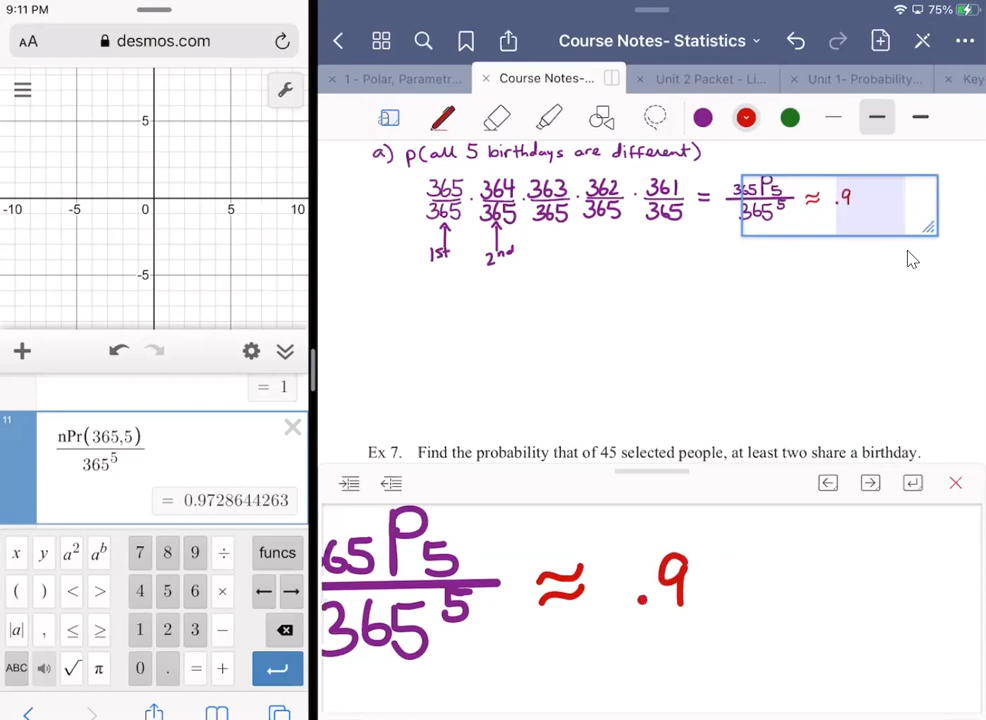 9:11 PM
75%
AA desmos.com
Course Notes- Statistics
1 - Polar, Parametr...
Course Notes-...
Unit 2 Packet - Li...
Unit 1- Probability...
Key
5
-10 -5 0 5 10
-5
= 1
11
nPr(365,5)
365^5
= 0.9728644263
x y a² aᵇ 7 8 9 ÷ funcs
( ) < > 4 5 6 × ← →
|a| , ≤ ≥ 1 2 3 −
ABC √ π 0 . = +
a) p(all 5 birthdays are different)
365/365 · 364/365 · 363/365 · 362/365 · 361/365 = 365P5/365^5 ≈ .9
1st 2nd
Ex 7. Find the probability that of 45 selected people, at least two share a birthday.
65P5/365^5 ≈ .9